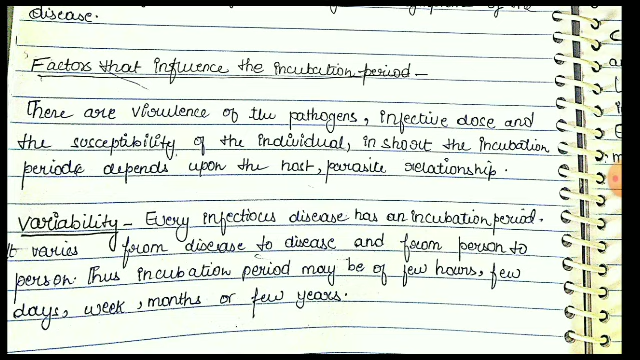 disease.
Factors that influence the incubation period -
There are virulence of the pathogens, infective dose and
the susceptibility of the individual, in shoot the incubation
periode depends upon the host, parasite relationship.
Variability - Every infectious disease has an incubation period.
It varies from disease to disease and from person to
person. Thus incubation period may be of few hours, few
days, week, months or few years.